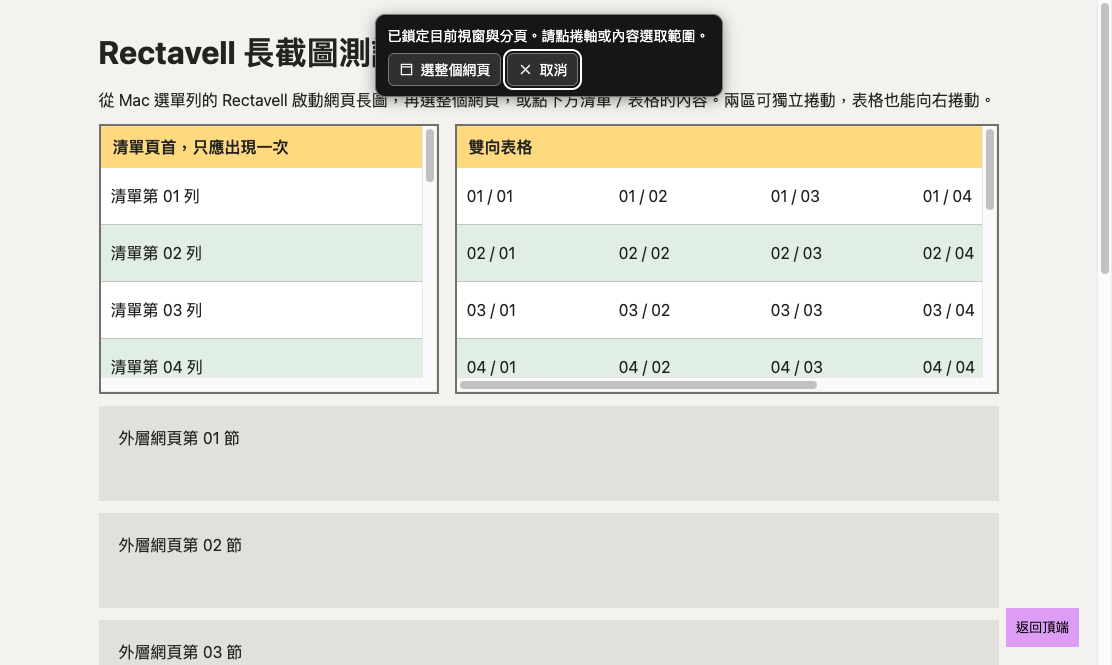 已鎖定目前視窗與分頁。請點捲軸或內容選取範圍。
選整個網頁
取消
Rectavell 長截圖測
從 Mac 選單列的 Rectavell 啟動網頁長圖，再選整個網頁，或點下方清單 / 表格的內容。兩區可獨立捲動，表格也能向右捲動。
清單頁首，只應出現一次
清單第 01 列
清單第 02 列
清單第 03 列
清單第 04 列
雙向表格
01 / 01 01 / 02 01 / 03 01 / 04
02 / 01 02 / 02 02 / 03 02 / 04
03 / 01 03 / 02 03 / 03 03 / 04
04 / 01 04 / 02 04 / 03 04 / 04
外層網頁第 01 節
外層網頁第 02 節
外層網頁第 03 節
返回頂端